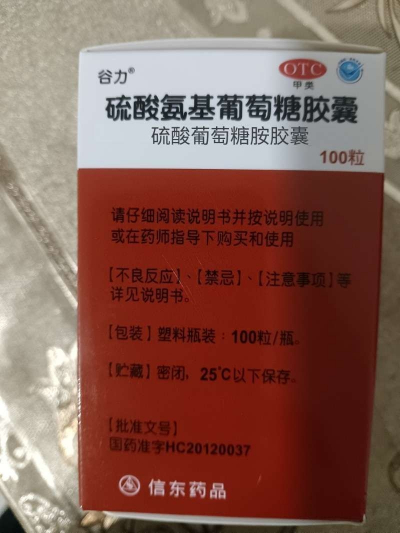 谷力®
OTC
甲类
硫酸氨基葡萄糖胶囊
硫酸葡萄糖胺胶囊
100粒
请仔细阅读说明书并按说明使用
或在药师指导下购买和使用
【不良反应】、【禁忌】、【注意事项】等
详见说明书。
【包装】塑料瓶装：100粒/瓶。
【贮藏】密闭，25℃以下保存。
【批准文号】
国药准字HC20120037
信东药品